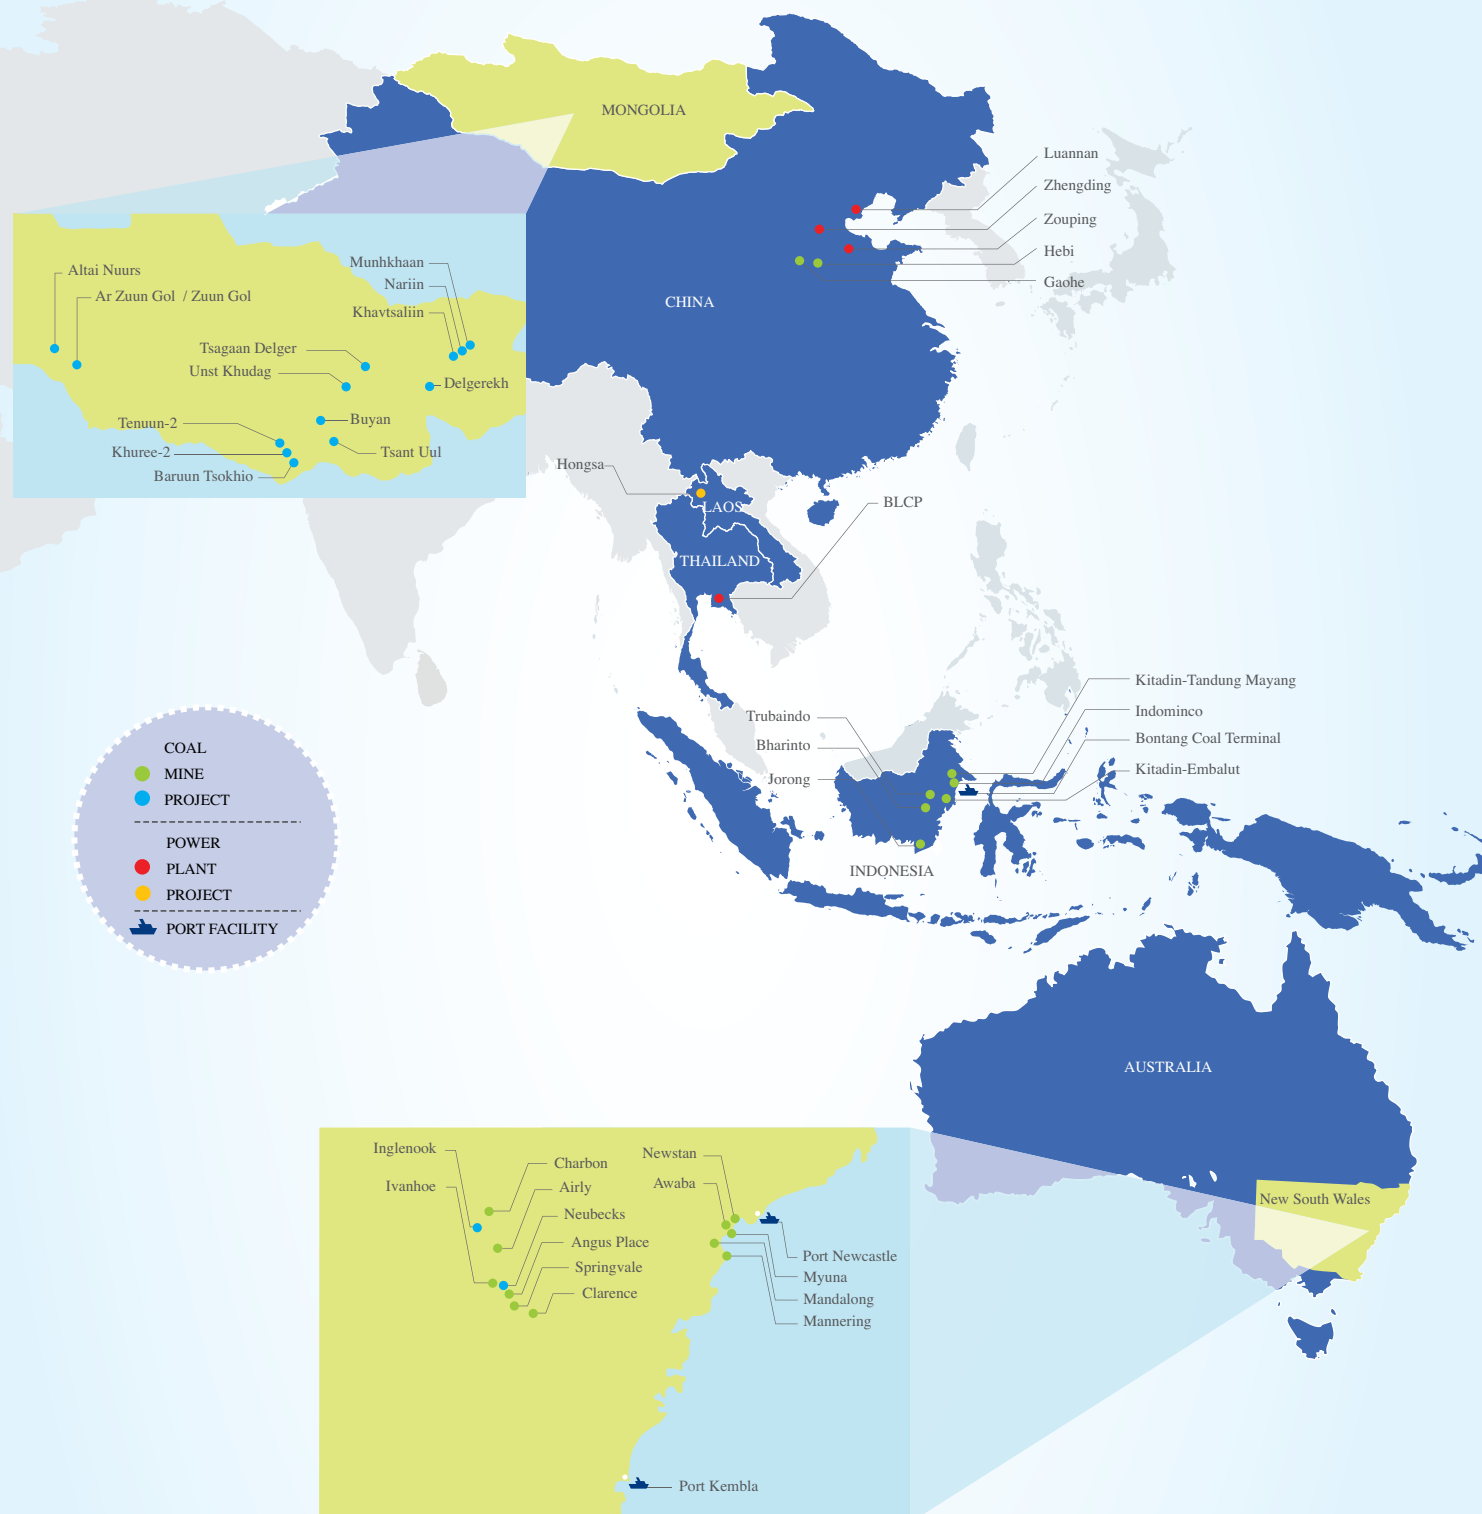 MONGOLIA
Luannan
Zhengding
Zouping
Hebi
Gaohe
CHINA
Altai Nuurs
Ar Zuun Gol / Zuun Gol
Munhkhaan
Nariin
Khavtsaliin
Tsagaan Delger
Unst Khudag
Delgerekh
Buyan
Tenuun-2
Khuree-2
Tsant Uul
Baruun Tsokhio
Hongsa
LAOS
BLCP
THAILAND
Kitadin-Tandung Mayang
Indominco
Bontang Coal Terminal
Kitadin-Embalut
Trubaindo
Bharinto
Jorong
INDONESIA
COAL
MINE
PROJECT
POWER
PLANT
PROJECT
PORT FACILITY
AUSTRALIA
New South Wales
Inglenook
Ivanhoe
Charbon
Airly
Neubecks
Angus Place
Springvale
Clarence
Newstan
Awaba
Port Newcastle
Myuna
Mandalong
Mannering
Port Kembla